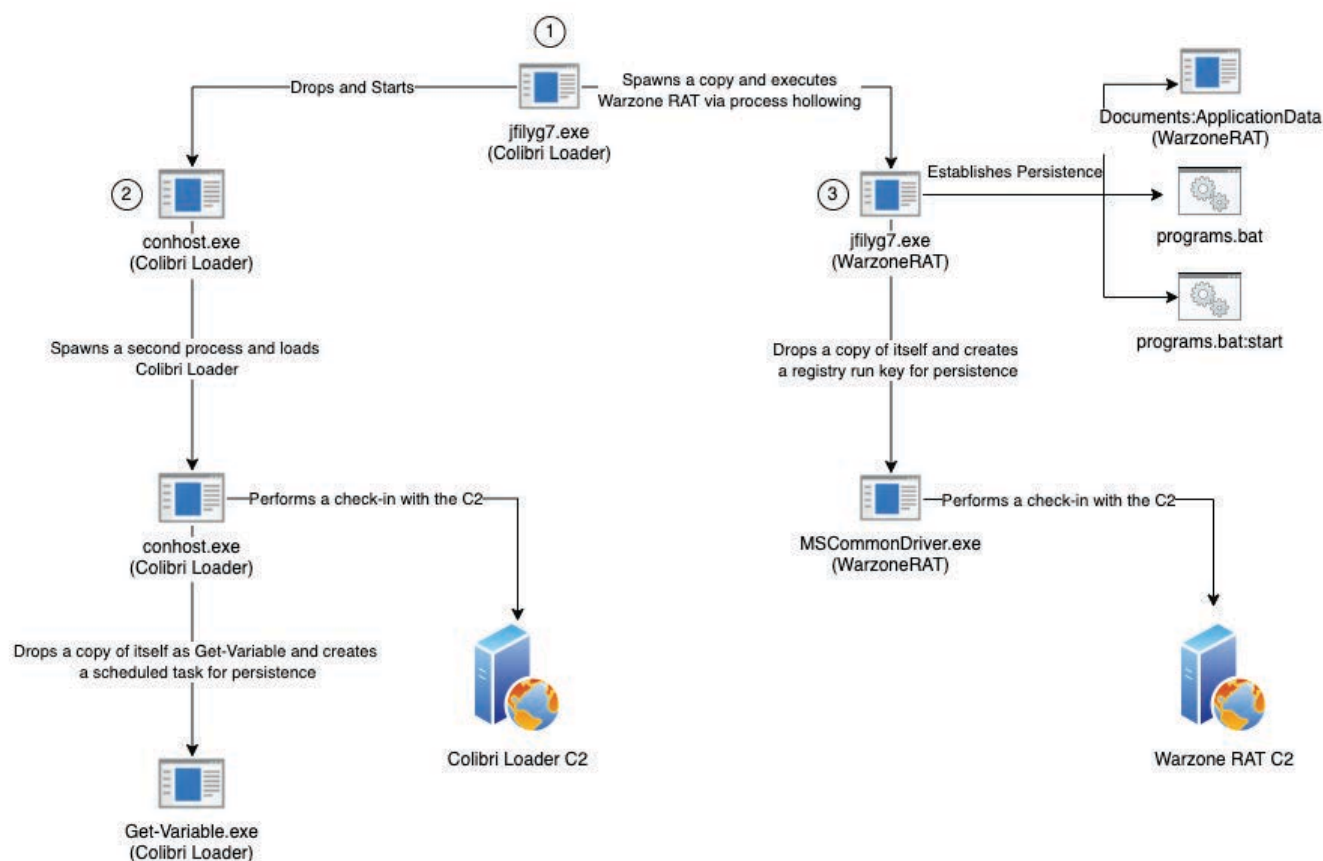 1
Drops and Starts
Spawns a copy and executes
Warzone RAT via process hollowing
jfilyg7.exe
(Colibri Loader)
Documents:ApplicationData
(WarzoneRAT)
2
conhost.exe
(Colibri Loader)
3
jfilyg7.exe
(WarzoneRAT)
Establishes Persistence
programs.bat
programs.bat:start
Spawns a second process and loads
Colibri Loader
Drops a copy of itself and creates
a registry run key for persistence
conhost.exe
(Colibri Loader)
Performs a check-in with the C2
MSCommonDriver.exe
(WarzoneRAT)
Performs a check-in with the C2
Drops a copy of itself as Get-Variable and creates
a scheduled task for persistence
Colibri Loader C2
Warzone RAT C2
Get-Variable.exe
(Colibri Loader)